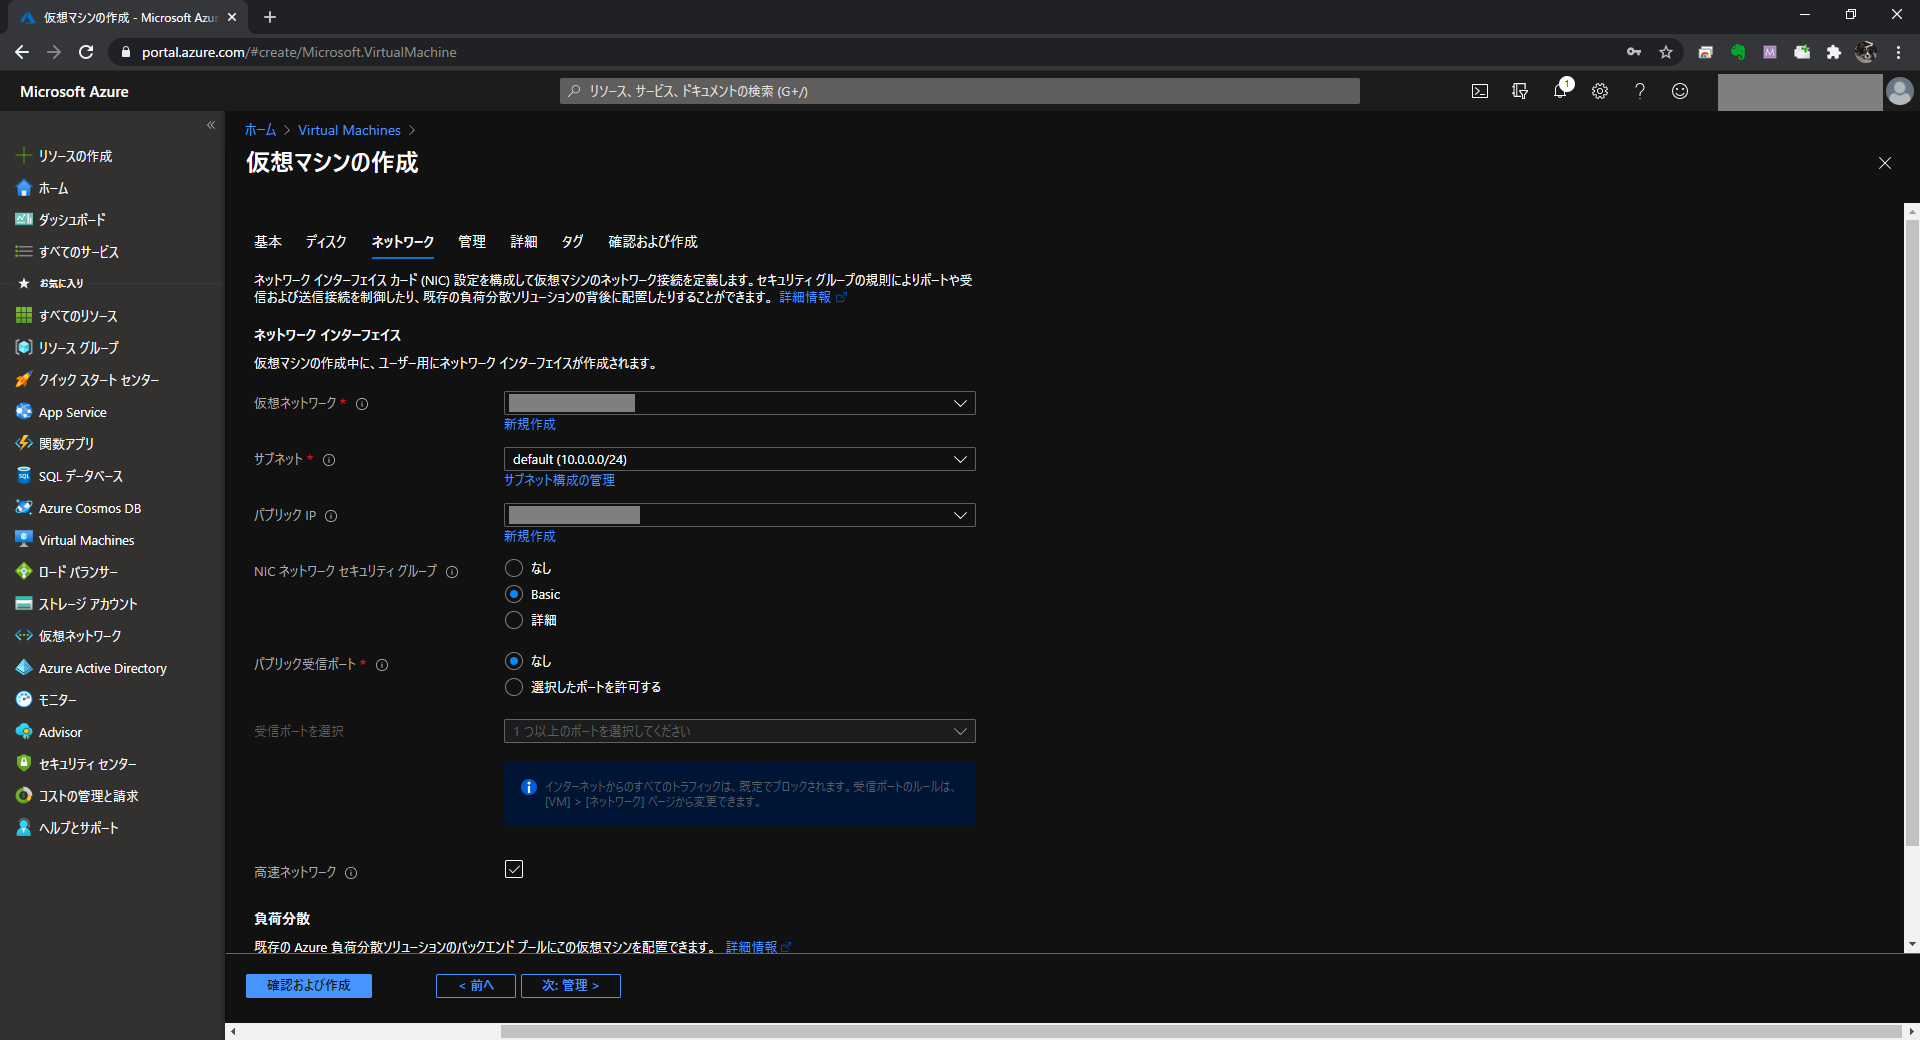 仮想マシンの作成 - Microsoft Azur
portal.azure.com/#create/Microsoft.VirtualMachine
Microsoft Azure
リソース、サービス、ドキュメントの検索 (G+/)
1
リソースの作成
ホーム
ダッシュボード
すべてのサービス
お気に入り
すべてのリソース
リソース グループ
クイック スタート センター
App Service
関数アプリ
SQL データベース
Azure Cosmos DB
Virtual Machines
ロード バランサー
ストレージ アカウント
仮想ネットワーク
Azure Active Directory
モニター
Advisor
セキュリティ センター
コストの管理と請求
ヘルプとサポート
ホーム > Virtual Machines >
仮想マシンの作成
基本 ディスク ネットワーク 管理 詳細 タグ 確認および作成
ネットワーク インターフェイス カード (NIC) 設定を構成して仮想マシンのネットワーク接続を定義します。セキュリティ グループの規則によりポートや受
信および送信接続を制御したり、既存の負荷分散ソリューションの背後に配置したりすることができます。 詳細情報
ネットワーク インターフェイス
仮想マシンの作成中に、ユーザー用にネットワーク インターフェイスが作成されます。
仮想ネットワーク *
新規作成
サブネット * default (10.0.0.0/24)
サブネット構成の管理
パブリック IP
新規作成
NIC ネットワーク セキュリティ グループ なし
Basic
詳細
パブリック受信ポート * なし
選択したポートを許可する
受信ポートを選択 1 つ以上のポートを選択してください
インターネットからのすべてのトラフィックは、既定でブロックされます。受信ポートのルールは、
[VM] > [ネットワーク] ページから変更できます。
高速ネットワーク
負荷分散
既存の Azure 負荷分散ソリューションのバックエンド プールにこの仮想マシンを配置できます。 詳細情報
確認および作成 < 前へ 次: 管理 >